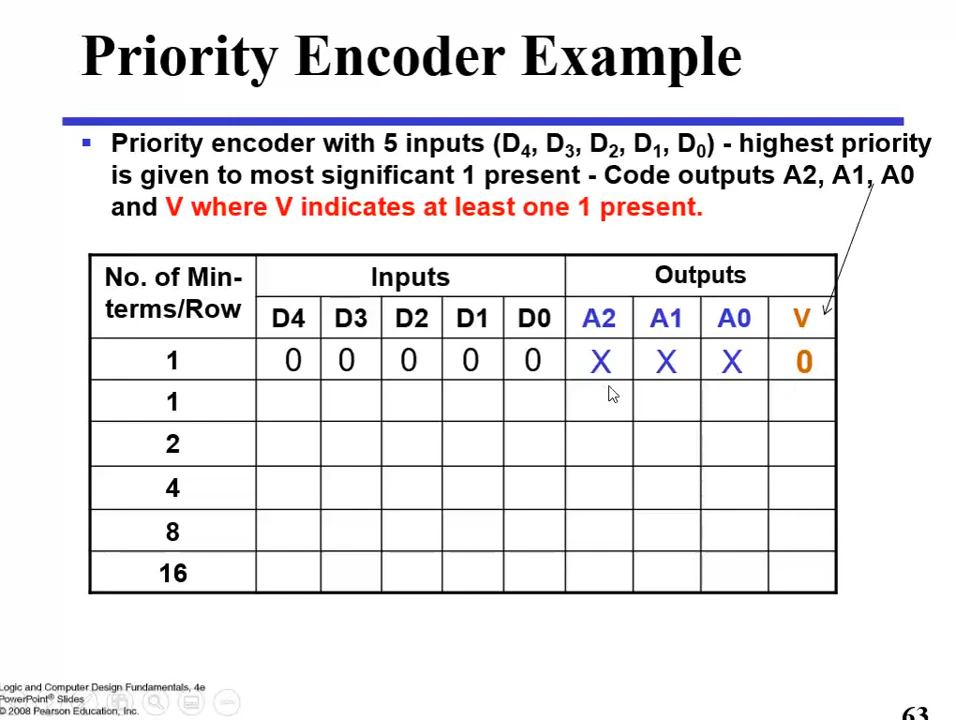 Priority Encoder Example
▪ Priority encoder with 5 inputs (D4, D3, D2, D1, D0) - highest priority
is given to most significant 1 present - Code outputs A2, A1, A0
and V where V indicates at least one 1 present.
No. of Min-
terms/Row
Inputs
Outputs
D4 D3 D2 D1 D0 A2 A1 A0 V
1 0 0 0 0 0 X X X 0
1
2
4
8
16
Logic and Computer Design Fundamentals, 4e
PowerPoint® Slides
© 2008 Pearson Education, Inc.
63